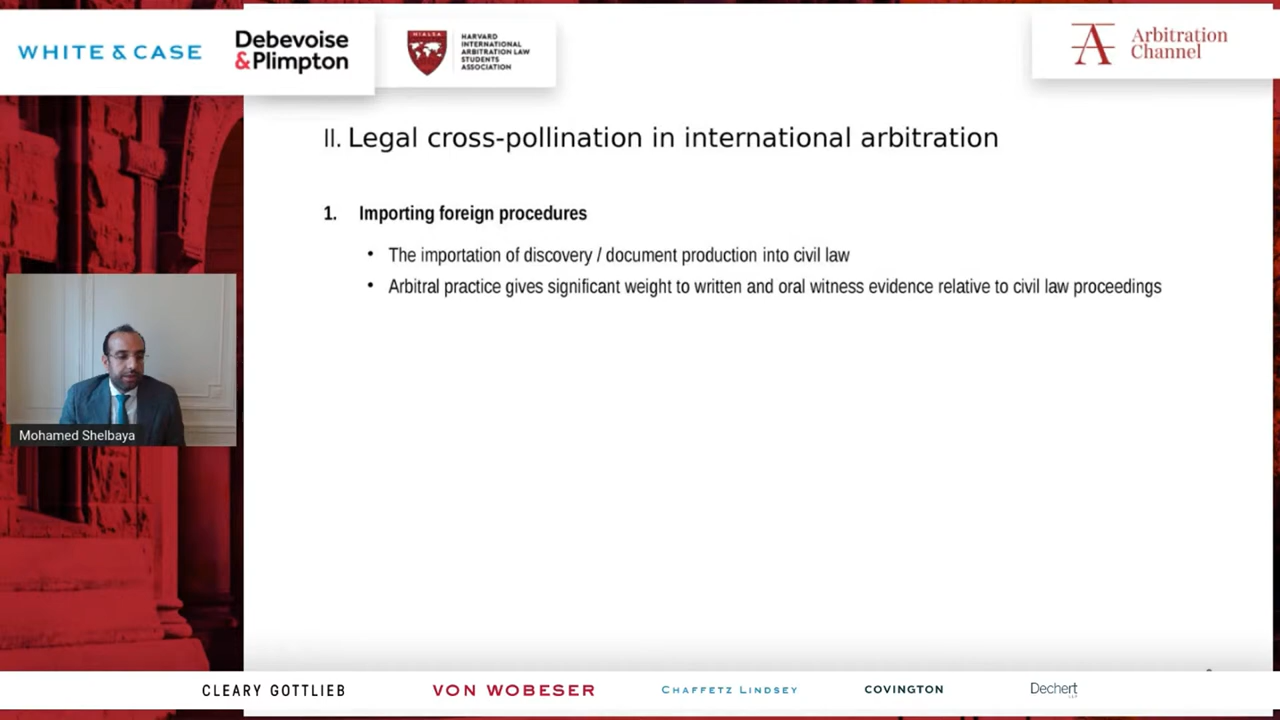 WHITE & CASE
Debevoise
&Plimpton
HIALSA
HARVARD
INTERNATIONAL
ARBITRATION LAW
STUDENTS
ASSOCIATION
Arbitration
Channel
II. Legal cross-pollination in international arbitration
1. Importing foreign procedures
• The importation of discovery / document production into civil law
• Arbitral practice gives significant weight to written and oral witness evidence relative to civil law proceedings
Mohamed Shelbaya
CLEARY GOTTLIEB
VON WOBESER
CHAFFETZ LINDSEY
COVINGTON
Dechert
LLP